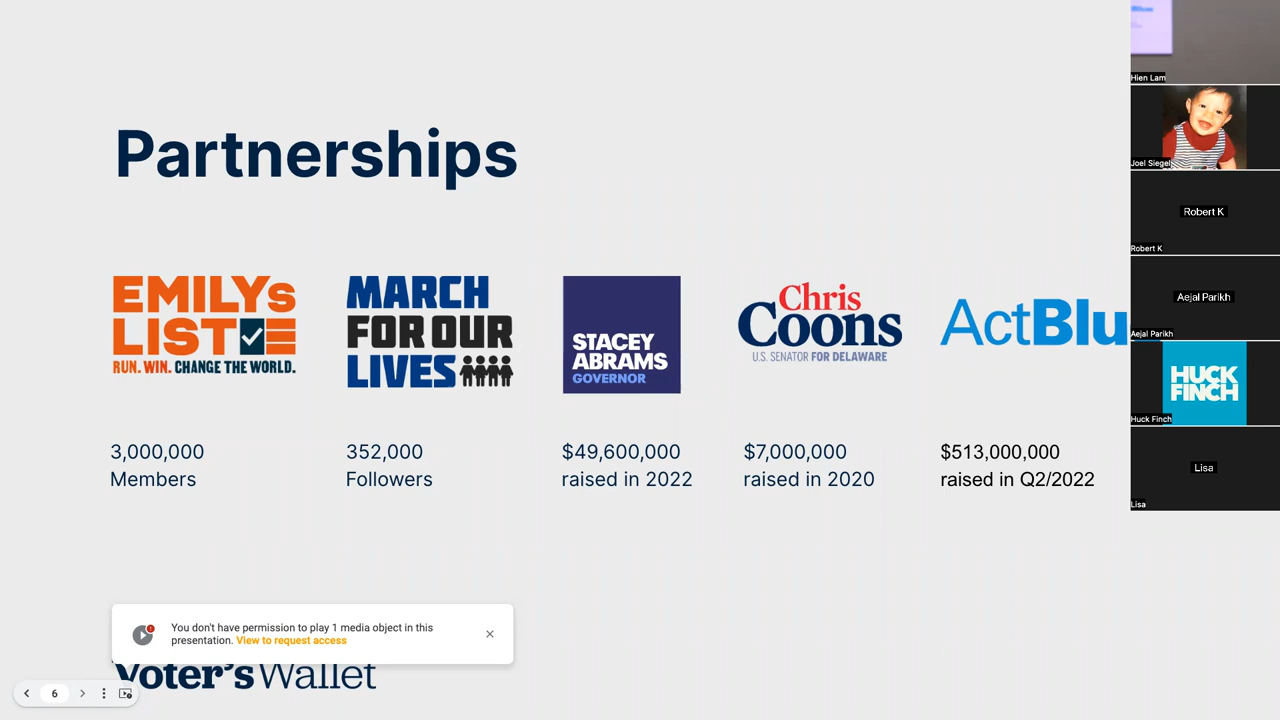 Partnerships
EMILYs
LIST
RUN. WIN. CHANGE THE WORLD.
MARCH
FOR OUR
LIVES
STACEY
ABRAMS
GOVERNOR
Chris
Coons
U.S. SENATOR FOR DELAWARE
ActBlu
3,000,000
Members
352,000
Followers
$49,600,000
raised in 2022
$7,000,000
raised in 2020
$513,000,000
raised in Q2/2022
You don't have permission to play 1 media object in this
presentation. View to request access
Voter's Wallet
6
Hien Lam
Joel Siegel
Robert K
Robert K
Aejal Parikh
Aejal Parikh
HUCK
FINCH
Huck Finch
Lisa
Lisa